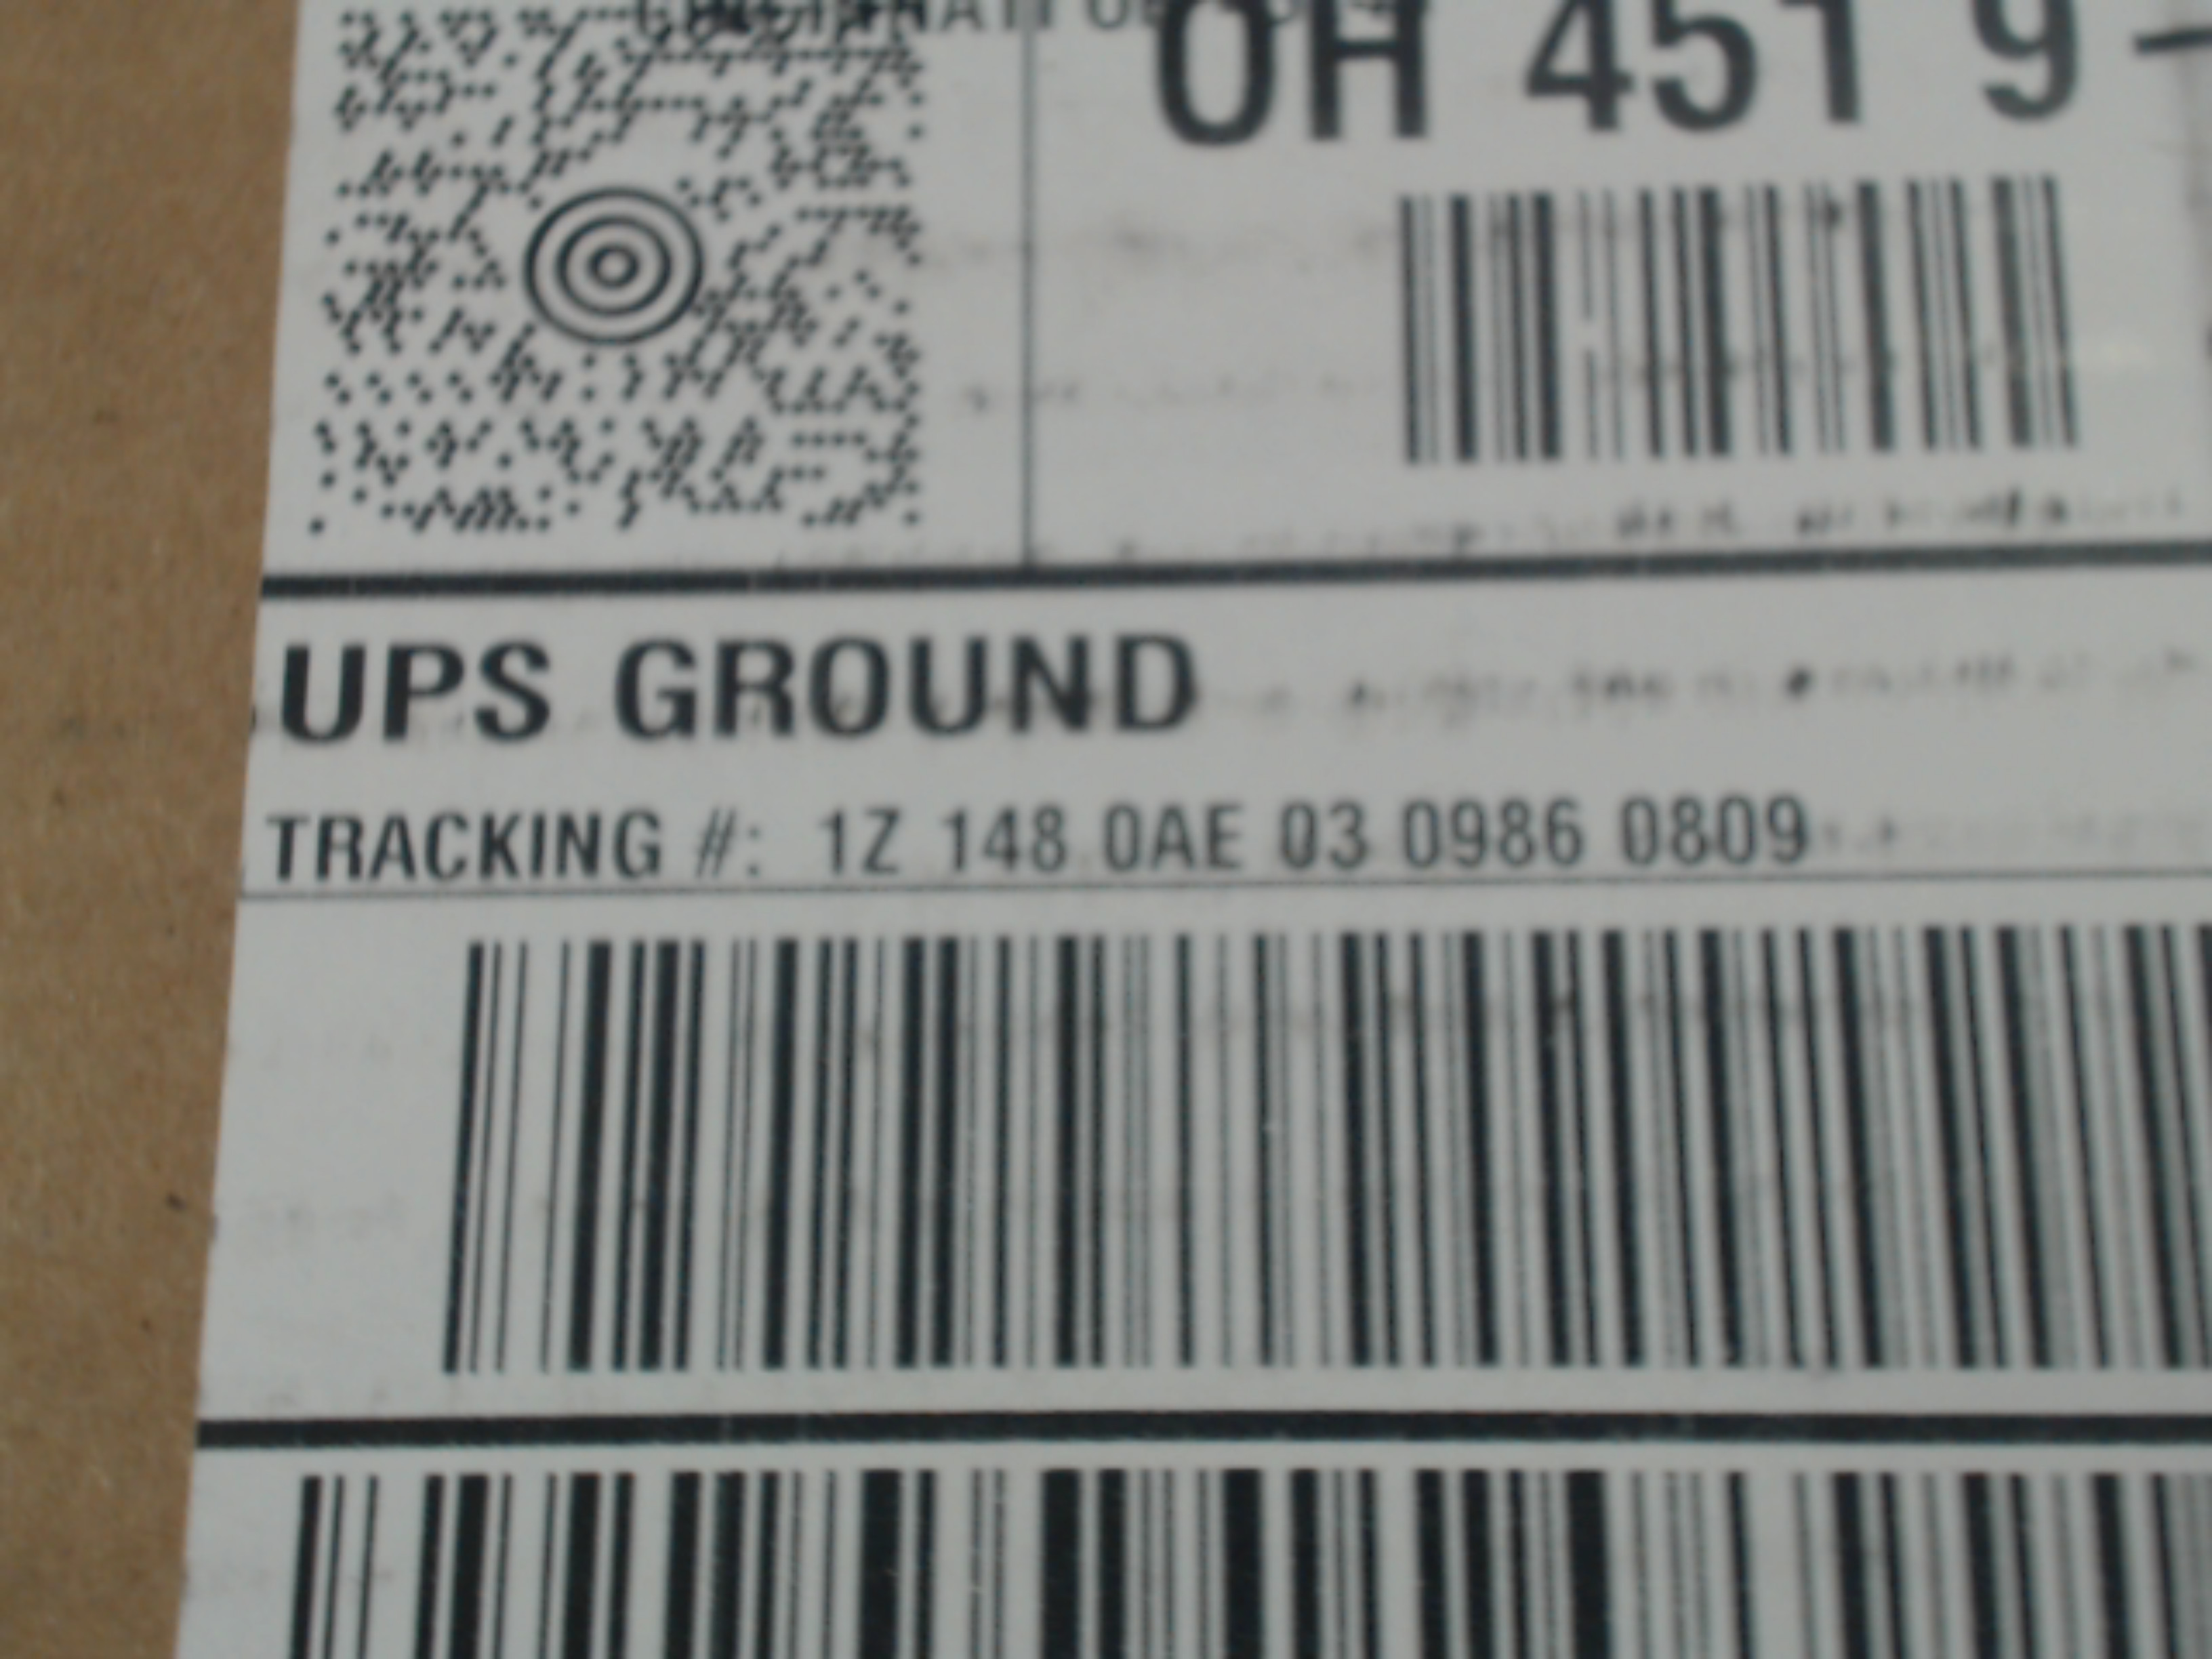 OH 451 9-
UPS GROUND
TRACKING #: 1Z 148 0AE 03 0986 0809